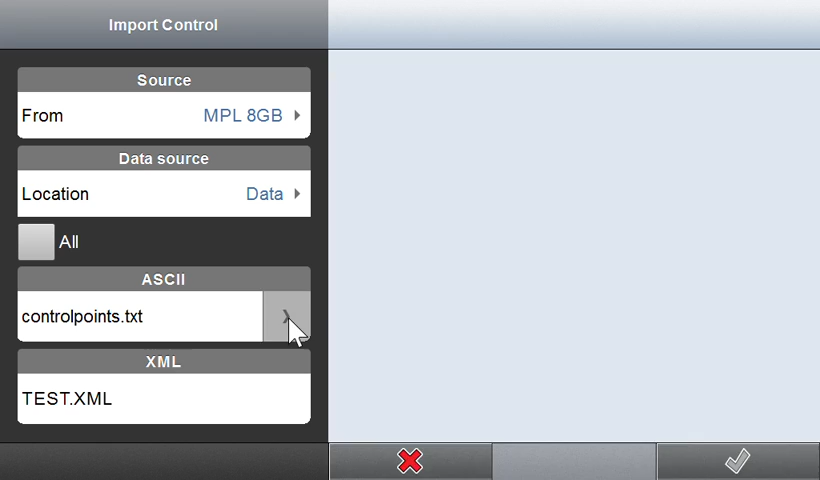 Import Control
Source
From MPL 8GB
Data source
Location Data
All
ASCII
controlpoints.txt
XML
TEST.XML